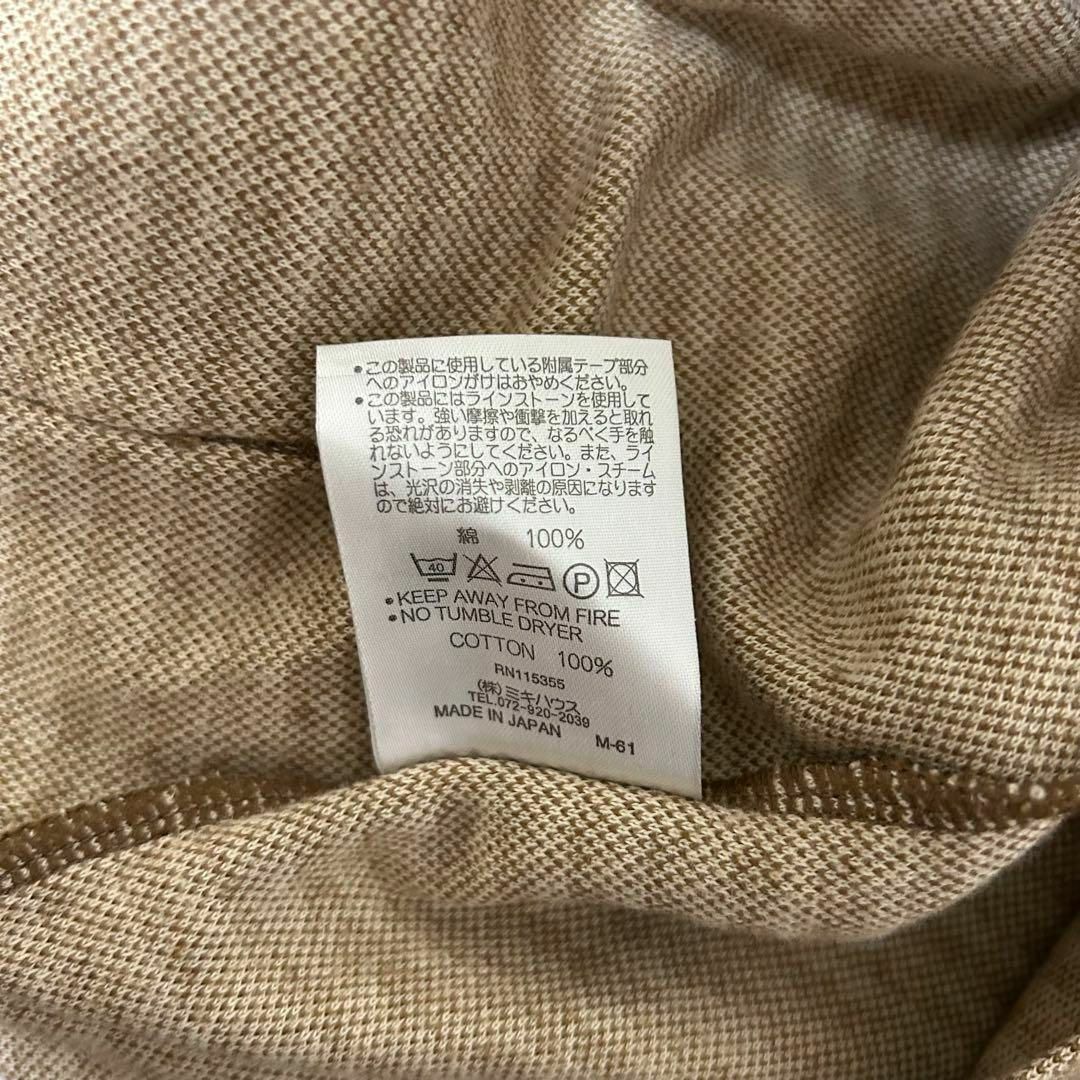 •この製品に使用している附属テープ部分
へのアイロンがけはおやめください。
•この製品にはラインストーンを使用して
います。強い摩擦や衝撃を加えると取れ
る恐れがありますので、なるべく手を触
れないようにしてください。また、ライ
ンストーン部分へのアイロン・スチーム
は、光沢の消失や剥離の原因になります
ので絶対にお避けください。
綿 100%
40 P
•KEEP AWAY FROM FIRE
•NO TUMBLE DRYER
COTTON 100%
RN115355
(株)ミキハウス
TEL.072-920-2039
MADE IN JAPAN M-61